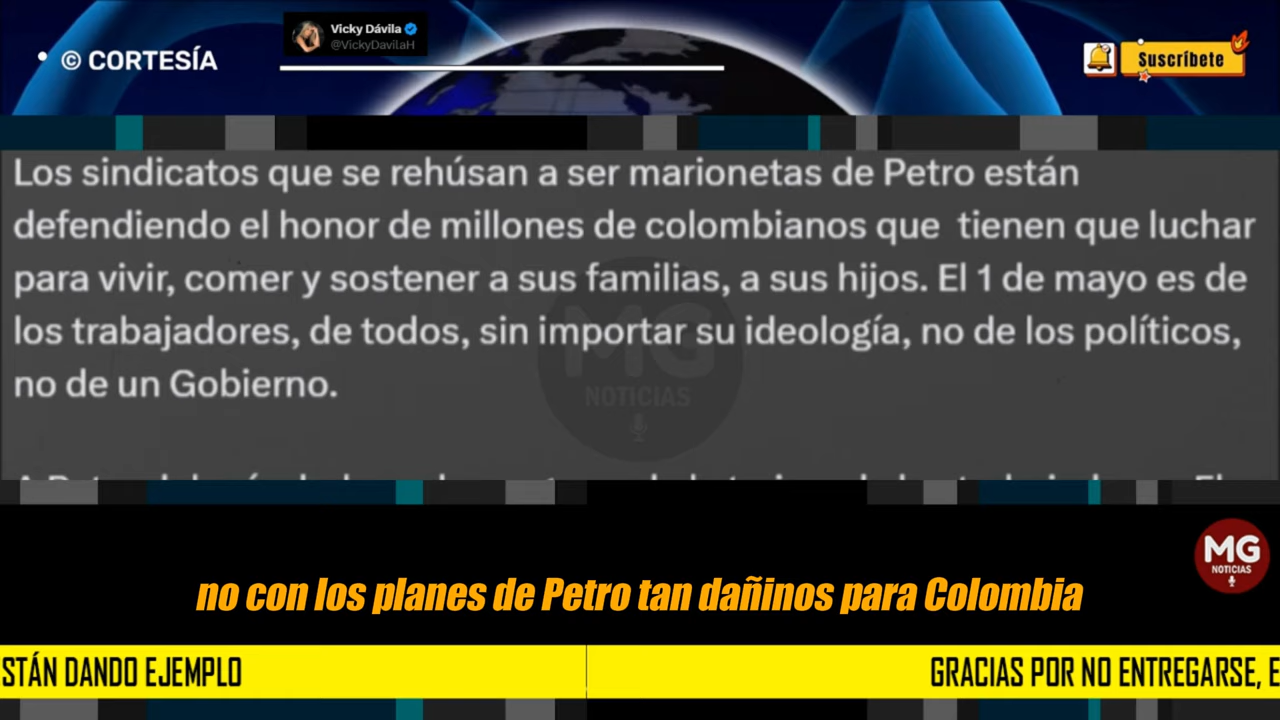 © CORTESÍA
Vicky Dávila
@VickyDavilaH
Suscríbete
Los sindicatos que se rehúsan a ser marionetas de Petro están
defendiendo el honor de millones de colombianos que tienen que luchar
para vivir, comer y sostener a sus familias, a sus hijos. El 1 de mayo es de
los trabajadores, de todos, sin importar su ideología, no de los políticos,
no de un Gobierno.
MG
NOTICIAS
MG
NOTICIAS
no con los planes de Petro tan dañinos para Colombia
STÁN DANDO EJEMPLO
GRACIAS POR NO ENTREGARSE, E